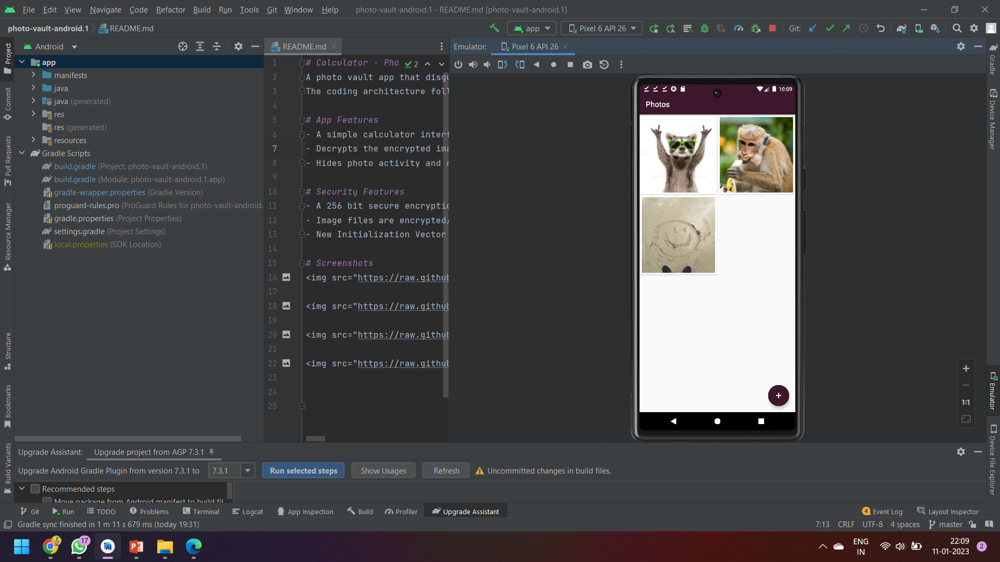 File Edit View Navigate Code Refactor Build Run Tools Git Window Help photo-vault-android.1 - README.md [photo-vault-android.1]
photo-vault-android.1 README.md app Pixel 6 API 26 Git:
Android
README.md
Emulator: Pixel 6 API 26
Project
Commit
Pull Requests
Resource Manager
Structure
Bookmarks
Build Variants
app
manifests
java
java (generated)
res
res (generated)
resources
Gradle Scripts
build.gradle (Project: photo-vault-android.1)
build.gradle (Module: photo-vault-android.1.app)
gradle-wrapper.properties (Gradle Version)
proguard-rules.pro (ProGuard Rules for photo-vault-android.
gradle.properties (Project Properties)
settings.gradle (Project Settings)
local.properties (SDK Location)
1 # Calculator - Pho 2
2 A photo vault app that disgu
3 The coding architecture foll
4
5 # App Features
6 - A simple calculator interf
7 - Decrypts the encrypted ima
8 - Hides photo activity and r
9
10 # Security Features
11 - A 256 bit secure encryptio
12 - Image files are encrypted/
13 - New Initialization Vector
14
15 # Screenshots
16 <img src="https://raw.github
17
18 <img src="https://raw.github
19
20 <img src="https://raw.github
21
22 <img src="https://raw.github
23
24
25
10:09
Photos
+
1:1
Gradle
Device Manager
Emulator
Device File Explorer
Upgrade Assistant: Upgrade project from AGP 7.3.1
Upgrade Android Gradle Plugin from version 7.3.1 to 7.3.1 Run selected steps Show Usages Refresh Uncommitted changes in build files.
Recommended steps
Move package from Android manifest to build fil
Git Run TODO Problems Terminal Logcat App Inspection Build Profiler Upgrade Assistant 4 Event Log Layout Inspector
Gradle sync finished in 1 m 11 s 679 ms (today 19:31) 7:13 CRLF UTF-8 4 spaces master
17
ENG
IN
22:09
11-01-2023
2